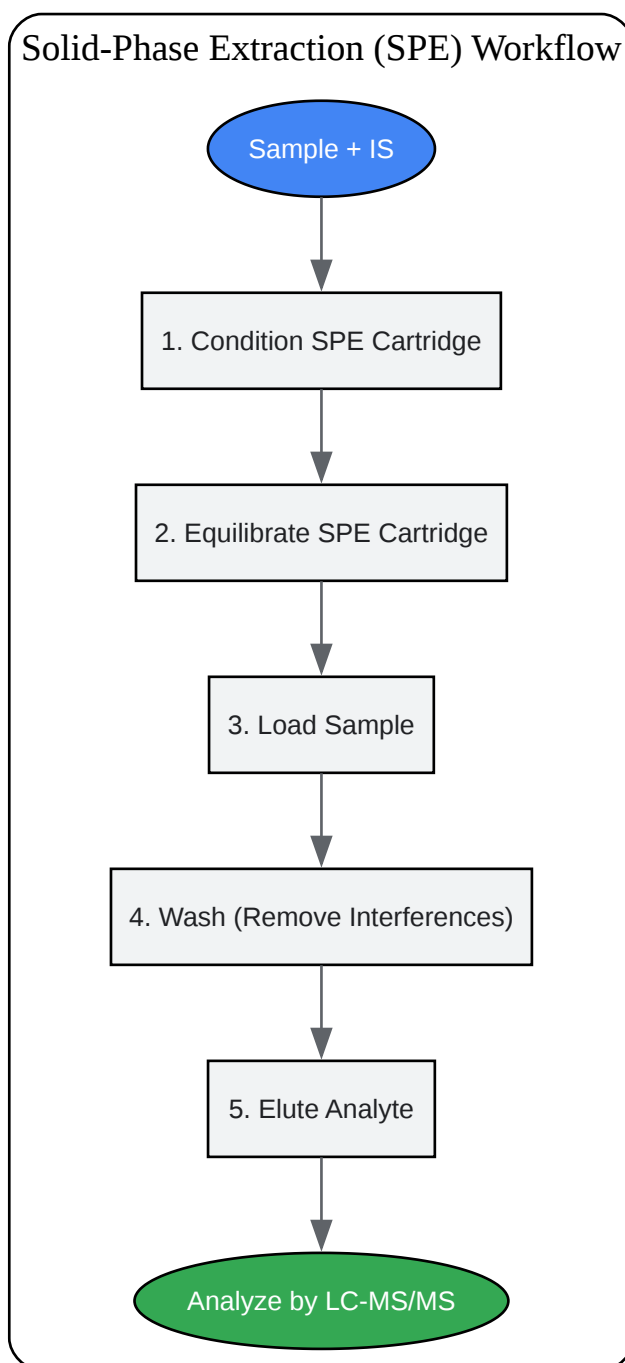 Solid-Phase Extraction (SPE) Workflow
Sample + IS
1. Condition SPE Cartridge
2. Equilibrate SPE Cartridge
3. Load Sample
4. Wash (Remove Interferences)
5. Elute Analyte
Analyze by LC-MS/MS